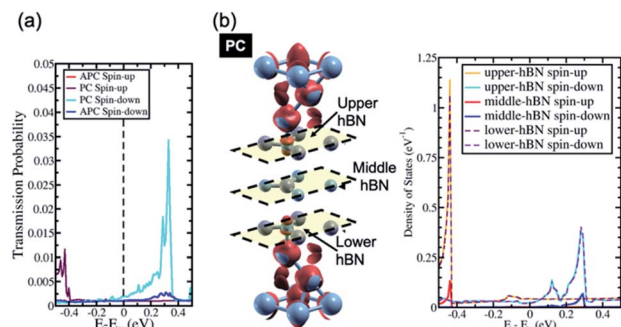 (a)
0.05
0.045
0.04
0.035
0.03
0.025
0.02
0.015
0.01
0.005
0
Transmission Probability
APC Spin-up
PC Spin-up
PC Spin-down
APC Spin-down
-0.4
-0.2
0
0.2
0.4
(eV)
(b)
PC
Upper
hBN
Middle
hBN
Lower
hBN
1.25
1
0.75
0.5
0.25
0
Density of States (eV⁻¹)
upper-hBN spin-up
upper-hBN spin-down
middle-hBN spin-up
middle-hBN spin-down
lower-hBN spin-up
lower-hBN spin-down
-0.4
-0.2
0
0.2
0.4
(eV)